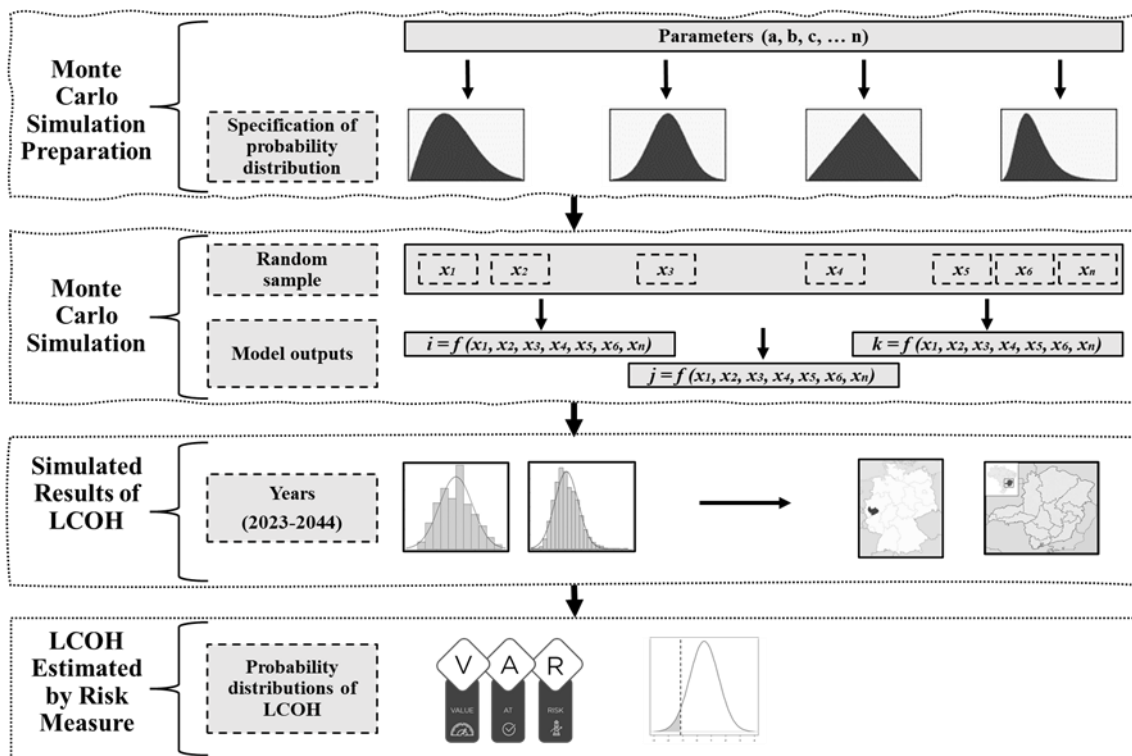 Monte
Carlo
Simulation
Preparation
Parameters (a, b, c, … n)
Specification of
probability
distribution
Monte
Carlo
Simulation
Random
sample
x1 x2 x3 x4 x5 x6 xn
Model outputs
i = f (x1, x2, x3, x4, x5, x6, xn)
k = f (x1, x2, x3, x4, x5, x6, xn)
j = f (x1, x2, x3, x4, x5, x6, xn)
Simulated
Results of
LCOH
Years
(2023-2044)
LCOH
Estimated
by Risk
Measure
Probability
distributions of
LCOH
V A R
VALUE AT RISK